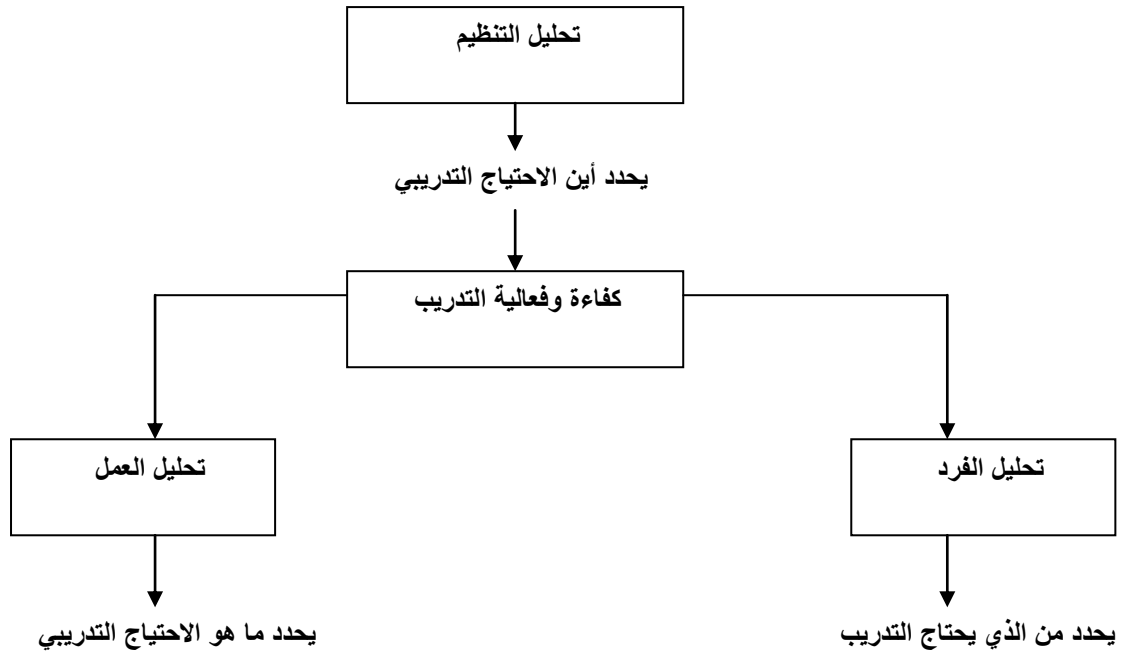 تحليل التنظيم
يحدد أين الاحتياج التدريبي
كفاءة وفعالية التدريب
تحليل الفرد
تحليل العمل
يحدد من الذي يحتاج التدريب
يحدد ما هو الاحتياج التدريبي